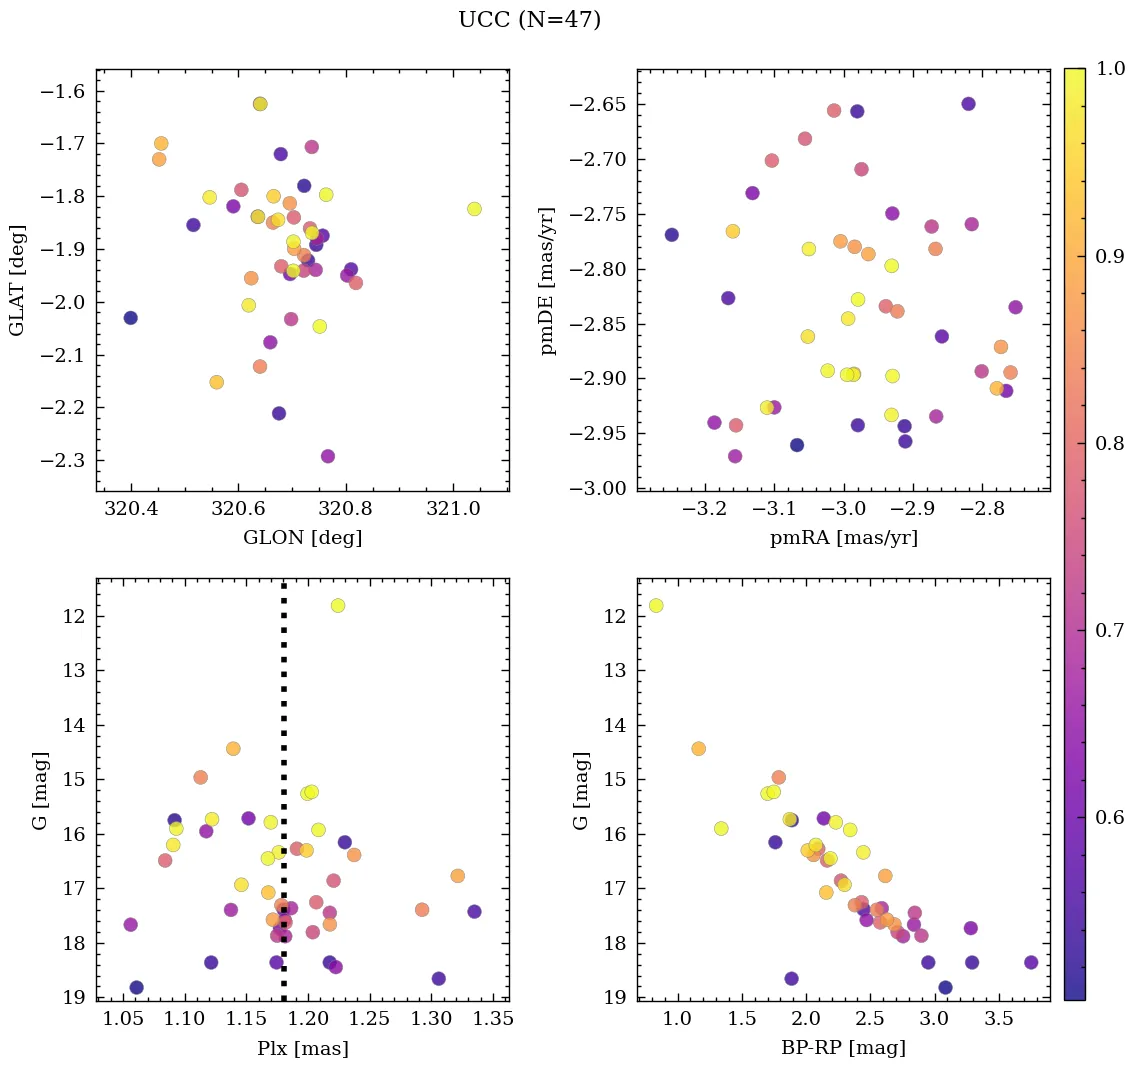 UCC (N=47)
−1.6
−1.7
−1.8
−1.9
−2.0
−2.1
−2.2
−2.3
GLAT [deg]
320.4 320.6 320.8 321.0
GLON [deg]
−2.65
−2.70
−2.75
−2.80
−2.85
−2.90
−2.95
−3.00
pmDE [mas/yr]
−3.2 −3.1 −3.0 −2.9 −2.8
pmRA [mas/yr]
12
13
14
15
16
17
18
19
G [mag]
1.05 1.10 1.15 1.20 1.25 1.30 1.35
Plx [mas]
12
13
14
15
16
17
18
19
G [mag]
1.0 1.5 2.0 2.5 3.0 3.5
BP-RP [mag]
1.0
0.9
0.8
0.7
0.6